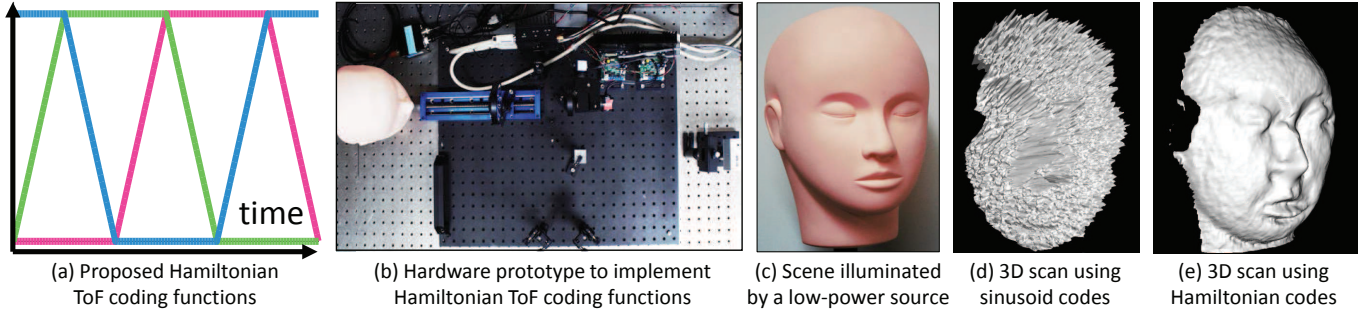 time
(a) Proposed Hamiltonian
ToF coding functions
(b) Hardware prototype to implement
Hamiltonian ToF coding functions
(c) Scene illuminated
by a low-power source
(d) 3D scan using
sinusoid codes
(e) 3D scan using
Hamiltonian codes